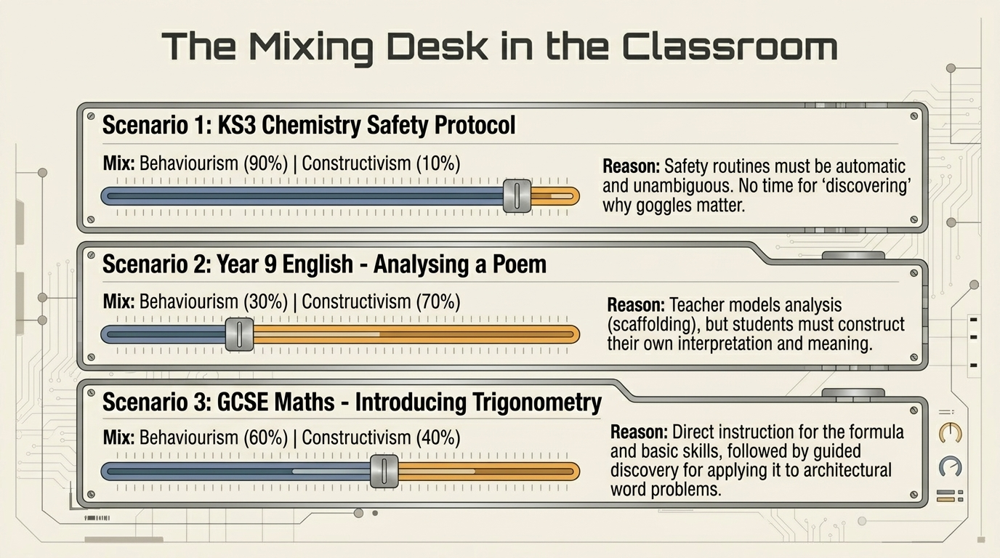 The Mixing Desk in the Classroom
Scenario 1: KS3 Chemistry Safety Protocol
Mix: Behaviourism (90%) | Constructivism (10%)
Reason: Safety routines must be automatic
and unambiguous. No time for ‘discovering’
why goggles matter.
Scenario 2: Year 9 English - Analysing a Poem
Mix: Behaviourism (30%) | Constructivism (70%)
Reason: Teacher models analysis
(scaffolding), but students must construct
their own interpretation and meaning.
Scenario 3: GCSE Maths - Introducing Trigonometry
Mix: Behaviourism (60%) | Constructivism (40%)
Reason: Direct instruction for the formula
and basic skills, followed by guided
discovery for applying it to architectural
word problems.